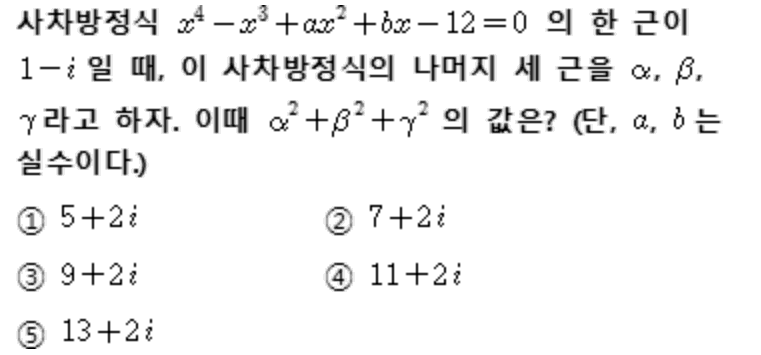 사차방정식 x⁴－x³＋ax²＋bx－12＝0 의 한 근이
1－i 일 때, 이 사차방정식의 나머지 세 근을 α, β,
γ라고 하자. 이때 α²＋β²＋γ² 의 값은? (단, a, b는
실수이다.)
① 5＋2i ② 7＋2i
③ 9＋2i ④ 11＋2i
⑤ 13＋2i